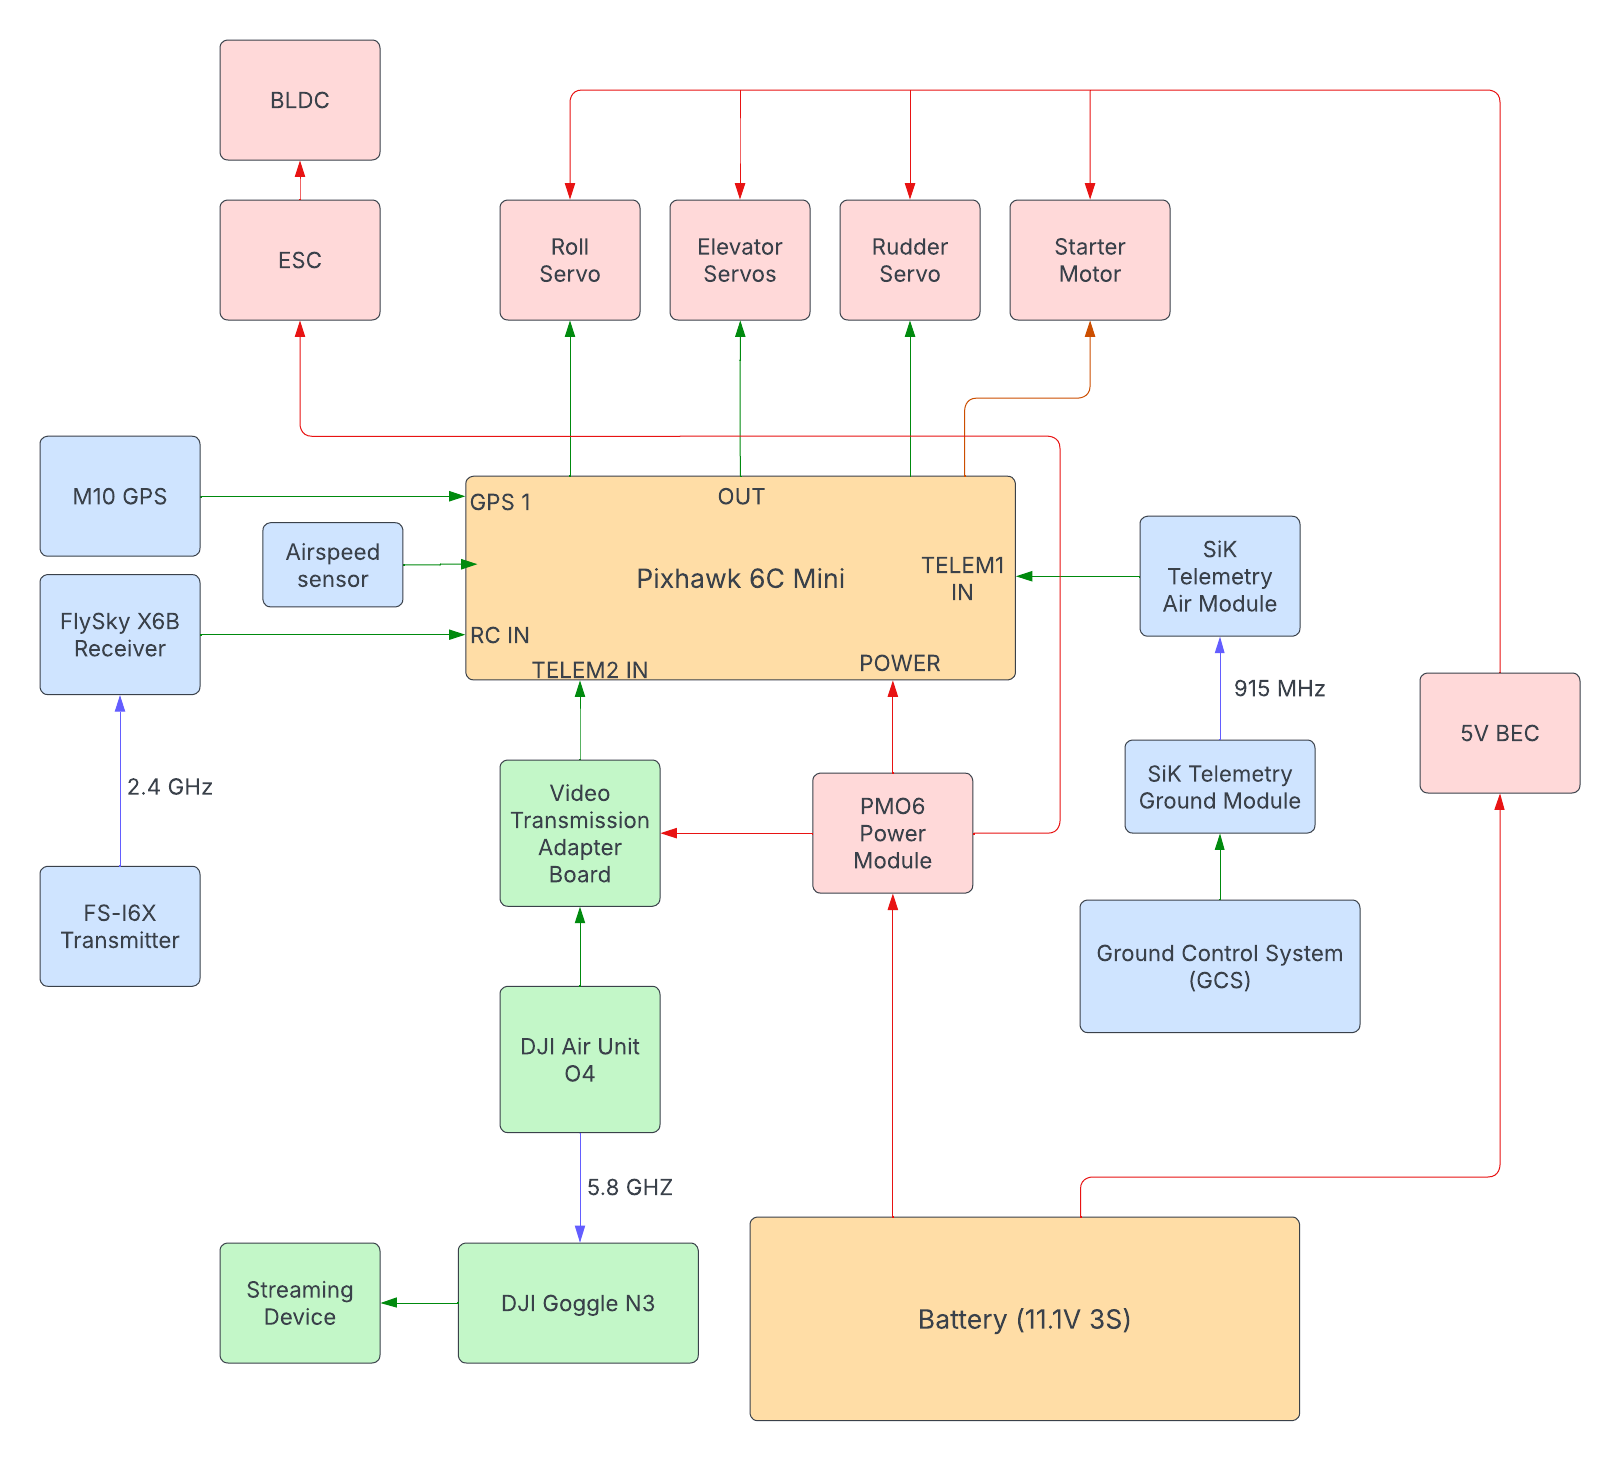 BLDC
ESC
Roll
Servo
Elevator
Servos
Rudder
Servo
Starter
Motor
M10 GPS
GPS 1
OUT
Airspeed
sensor
Pixhawk 6C Mini
TELEM1
IN
SiK
Telemetry
Air Module
FlySky X6B
Receiver
RC IN
TELEM2 IN
POWER
915 MHz
5V BEC
2.4 GHz
Video
Transmission
Adapter
Board
PMO6
Power
Module
SiK Telemetry
Ground Module
FS-I6X
Transmitter
Ground Control System
(GCS)
DJI Air Unit
O4
5.8 GHZ
Streaming
Device
DJI Goggle N3
Battery (11.1V 3S)